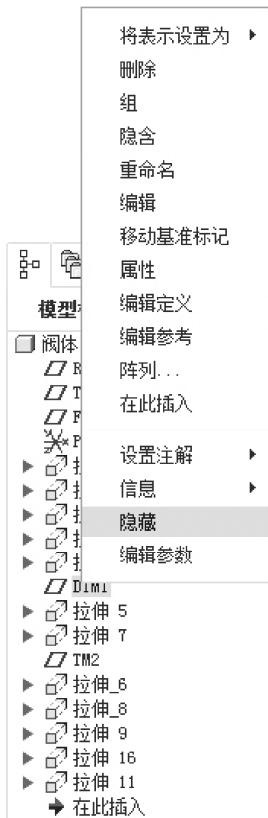 将表示设置为
删除
组
隐含
重命名
编辑
移动基准标记
属性
编辑定义
编辑参考
阵列...
在此插入
设置注解
信息
隐藏
编辑参数
模型
阀体
R
T
F
P
DIM1
拉伸 5
拉伸 7
TM2
拉伸_6
拉伸_8
拉伸 9
拉伸 16
拉伸 11
在此插入